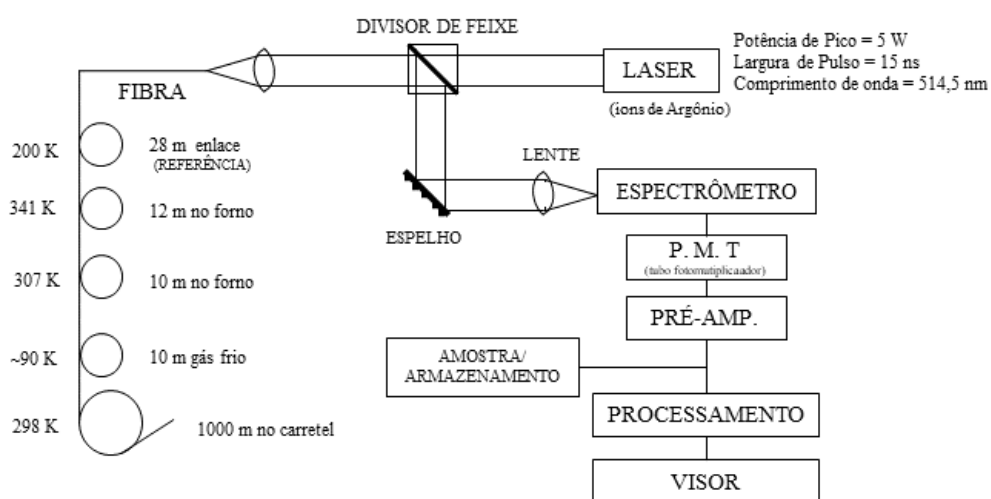 DIVISOR DE FEIXE
Potência de Pico = 5 W
Largura de Pulso = 15 ns
Comprimento de onda = 514,5 nm
LASER
(ions de Argônio)
FIBRA
200 K
28 m enlace
(REFERÊNCIA)
LENTE
ESPECTRÔMETRO
341 K
12 m no forno
ESPELHO
P. M. T
(tubo fotomutiplicaador)
307 K
10 m no forno
PRÉ-AMP.
~90 K
10 m gás frio
AMOSTRA/
ARMAZENAMENTO
PROCESSAMENTO
298 K
1000 m no carretel
VISOR